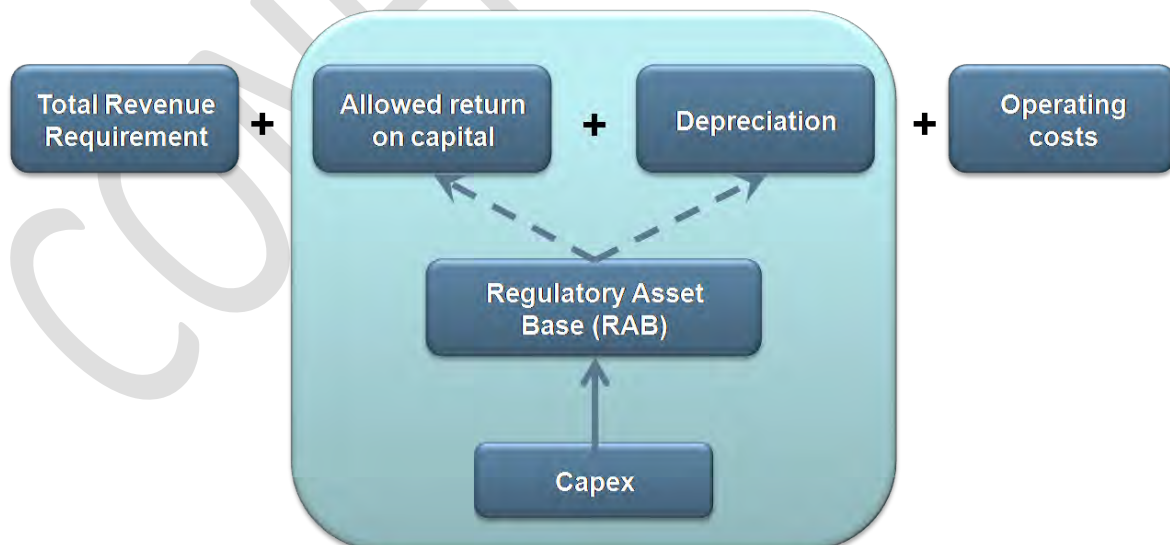 Total Revenue
Requirement
+
Allowed return
on capital
+
Depreciation
+
Operating
costs
Regulatory Asset
Base (RAB)
Capex